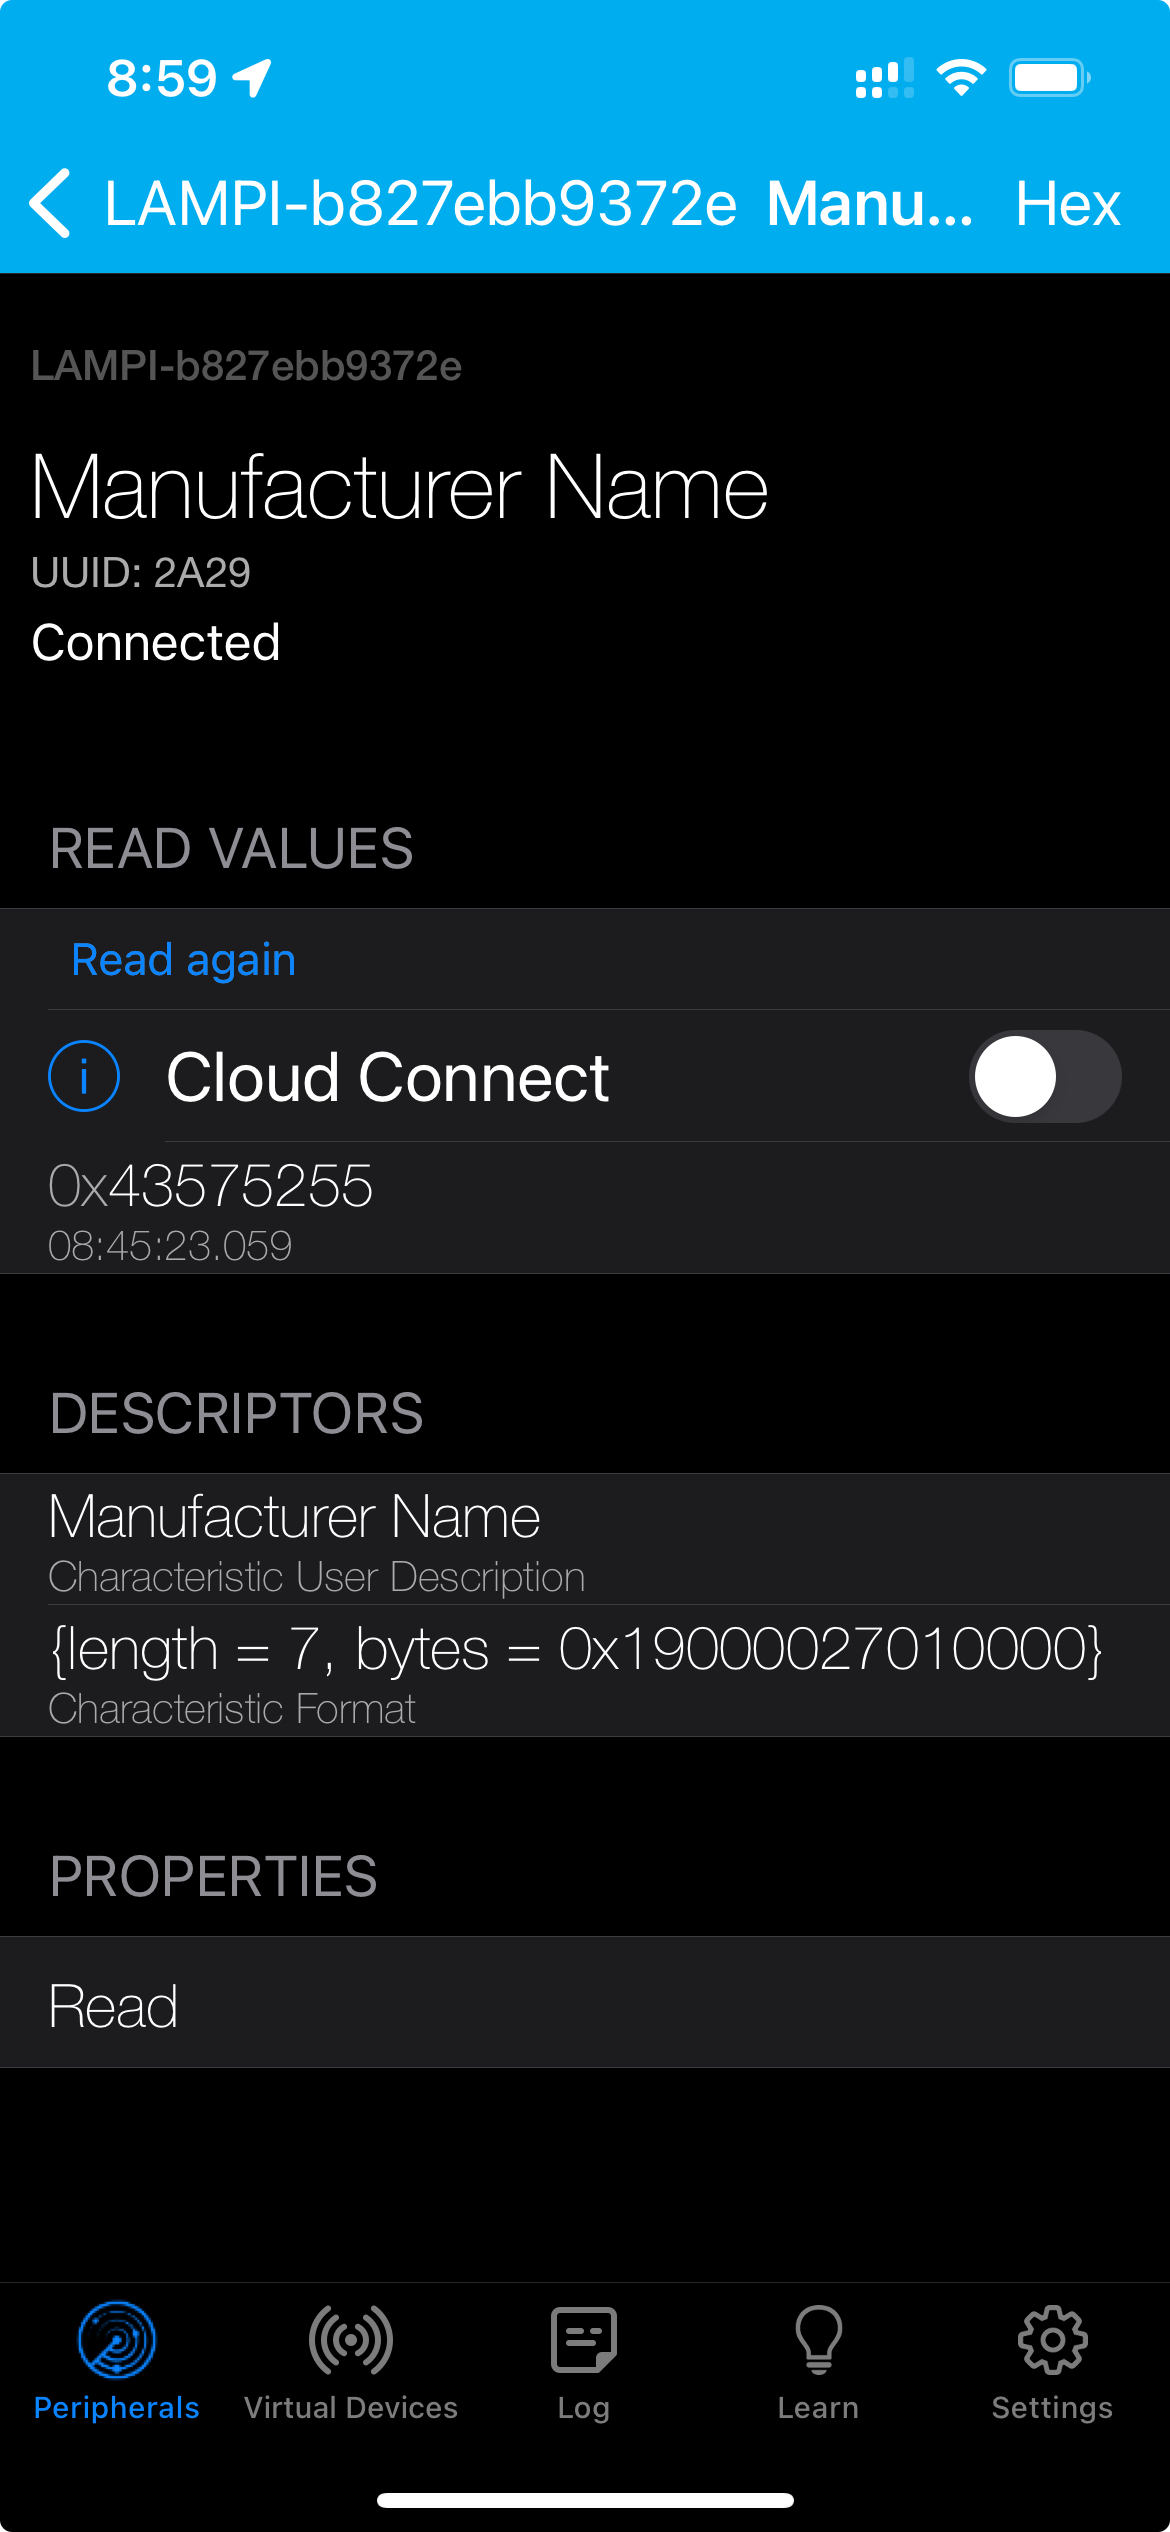 8:59
LAMPI-b827ebb9372e Manu... Hex
LAMPI-b827ebb9372e
Manufacturer Name
UUID: 2A29
Connected
READ VALUES
Read again
i Cloud Connect
0x43575255
08:45:23.059
DESCRIPTORS
Manufacturer Name
Characteristic User Description
{length = 7, bytes = 0x19000027010000}
Characteristic Format
PROPERTIES
Read
Peripherals Virtual Devices Log Learn Settings